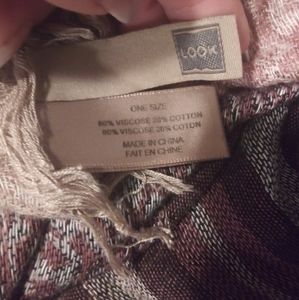 LOOK
ONE SIZE
80% VISCOSE 20% COTTON
80% VISCOSE 20% COTON
MADE IN CHINA
FAIT EN CHINE